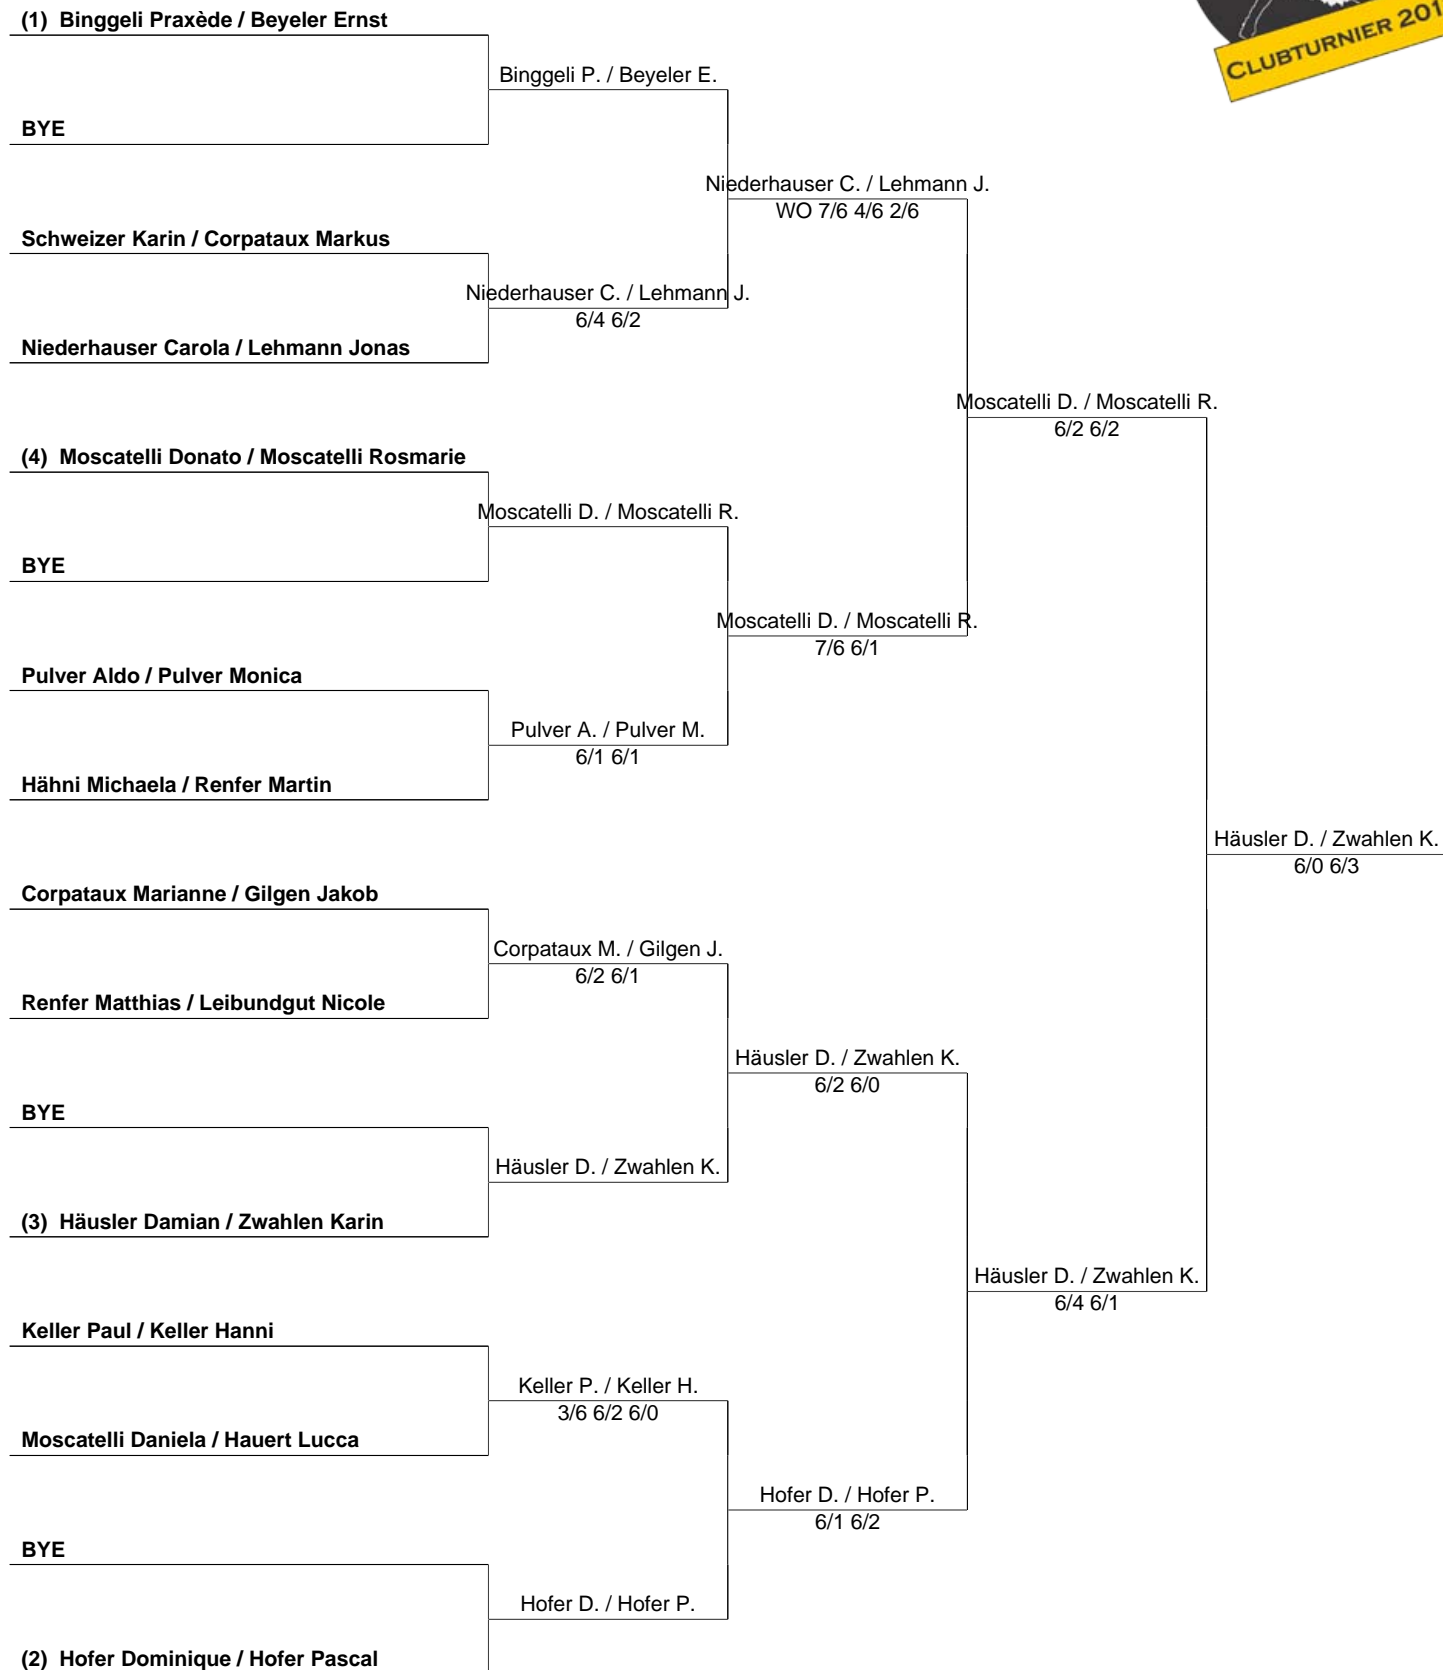 CLUBTURNIER 201
(1) Binggeli Praxède / Beyeler Ernst
Binggeli P. / Beyeler E.
BYE
Niederhauser C. / Lehmann J.
WO 7/6 4/6 2/6
Schweizer Karin / Corpataux Markus
Niederhauser C. / Lehmann J.
6/4 6/2
Niederhauser Carola / Lehmann Jonas
Moscatelli D. / Moscatelli R.
6/2 6/2
(4) Moscatelli Donato / Moscatelli Rosmarie
Moscatelli D. / Moscatelli R.
BYE
Moscatelli D. / Moscatelli R.
7/6 6/1
Pulver Aldo / Pulver Monica
Pulver A. / Pulver M.
6/1 6/1
Hähni Michaela / Renfer Martin
Häusler D. / Zwahlen K.
6/0 6/3
Corpataux Marianne / Gilgen Jakob
Corpataux M. / Gilgen J.
6/2 6/1
Renfer Matthias / Leibundgut Nicole
Häusler D. / Zwahlen K.
6/2 6/0
BYE
Häusler D. / Zwahlen K.
(3) Häusler Damian / Zwahlen Karin
Häusler D. / Zwahlen K.
6/4 6/1
Keller Paul / Keller Hanni
Keller P. / Keller H.
3/6 6/2 6/0
Moscatelli Daniela / Hauert Lucca
Hofer D. / Hofer P.
6/1 6/2
BYE
Hofer D. / Hofer P.
(2) Hofer Dominique / Hofer Pascal